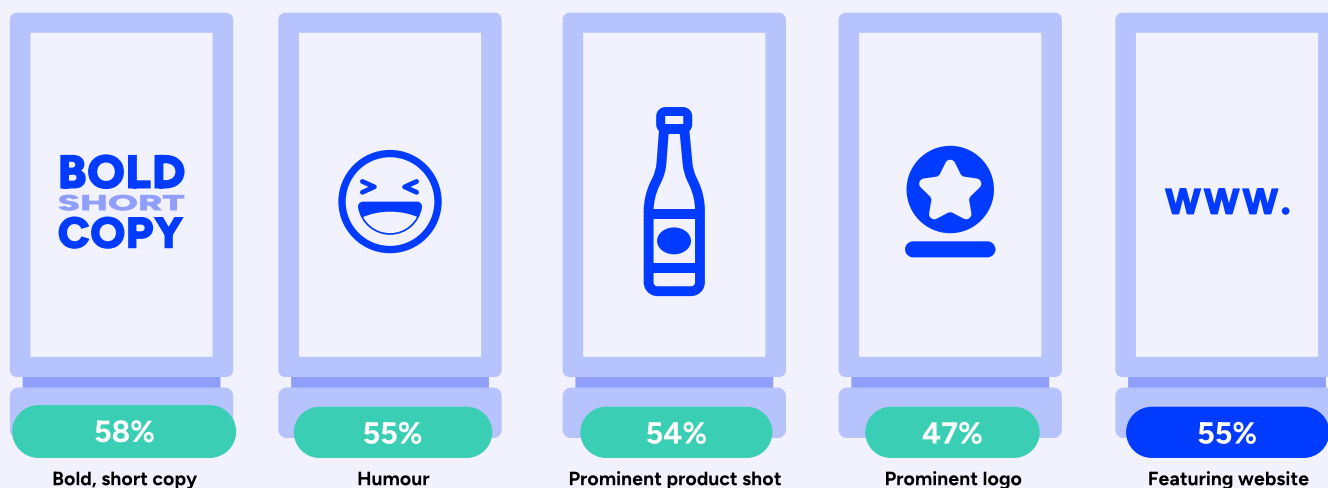 BOLD
SHORT
COPY
www.
58%
55%
54%
47%
55%
Bold, short copy
Humour
Prominent product shot
Prominent logo
Featuring website